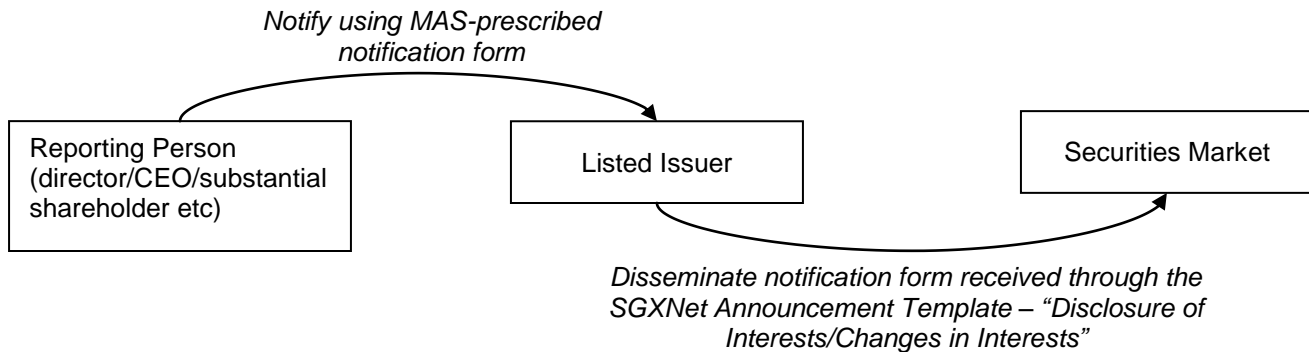 Notify using MAS-prescribed
notification form
Reporting Person
(director/CEO/substantial
shareholder etc)
Listed Issuer
Securities Market
Disseminate notification form received through the
SGXNet Announcement Template – “Disclosure of
Interests/Changes in Interests”